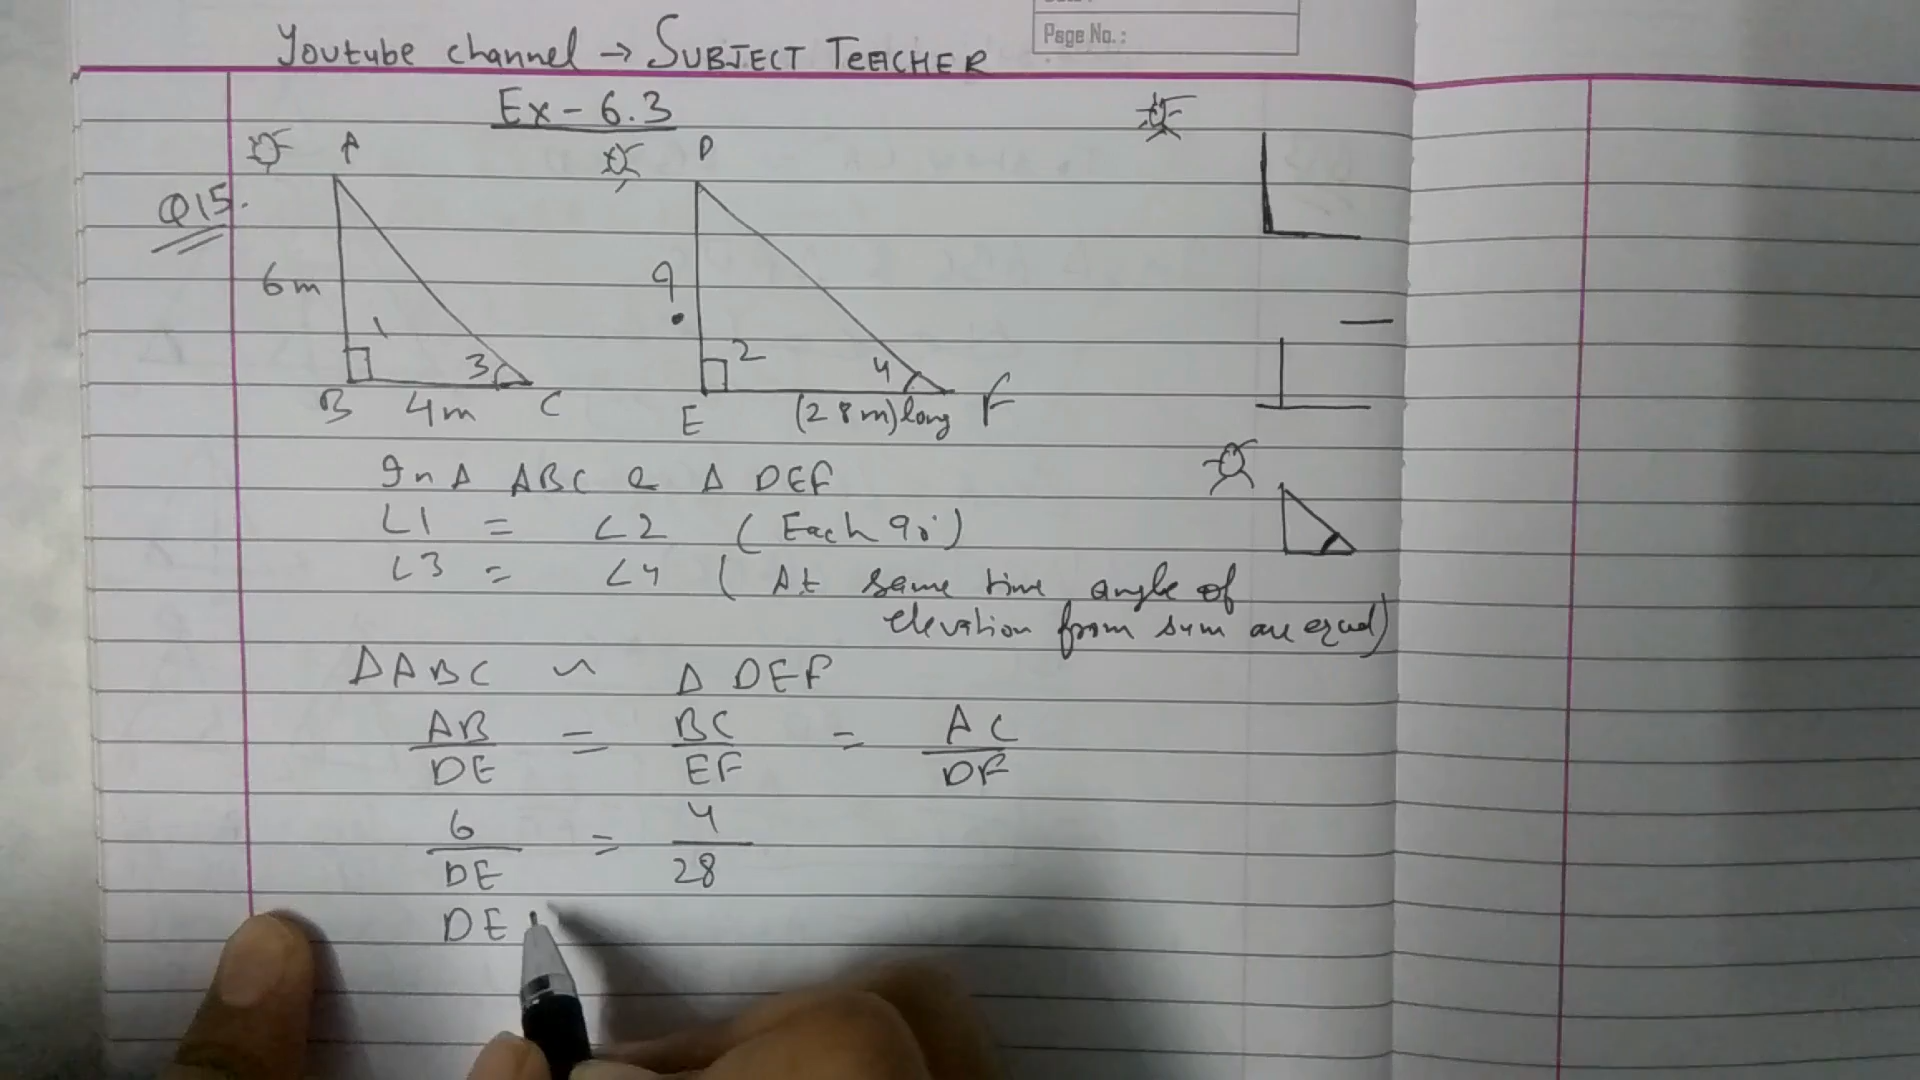 Page No.:
Youtube channel → SUBJECT TEACHER
Ex - 6.3
Q15.
A
6m
1
3
B 4m C
D
?
2
4
E (28m) long F
In Δ ABC & Δ DEF
∠1 = ∠2 (Each 90°)
∠3 = ∠4 (At same time angle of
elevation from sum are equal)
ΔABC ~ Δ DEF
AB/DE = BC/EF = AC/DF
6/DE = 4/28
DE